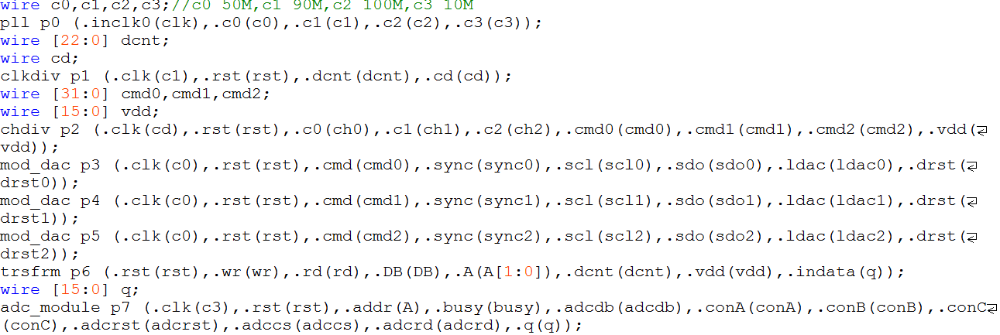 wire c0,c1,c2,c3;//c0 50M,c1 90M,c2 100M,c3 10M
pll p0 (.inclk0(clk),.c0(c0),.c1(c1),.c2(c2),.c3(c3));
wire [22:0] dcnt;
wire cd;
clkdiv p1 (.clk(c1),.rst(rst),.dcnt(dcnt),.cd(cd));
wire [31:0] cmd0,cmd1,cmd2;
wire [15:0] vdd;
chdiv p2 (.clk(cd),.rst(rst),.c0(ch0),.c1(ch1),.c2(ch2),.cmd0(cmd0),.cmd1(cmd1),.cmd2(cmd2),.vdd(
vdd));
mod_dac p3 (.clk(c0),.rst(rst),.cmd(cmd0),.sync(sync0),.scl(scl0),.sdo(sdo0),.ldac(ldac0),.drst(
drst0));
mod_dac p4 (.clk(c0),.rst(rst),.cmd(cmd1),.sync(sync1),.scl(scl1),.sdo(sdo1),.ldac(ldac1),.drst(
drst1));
mod_dac p5 (.clk(c0),.rst(rst),.cmd(cmd2),.sync(sync2),.scl(scl2),.sdo(sdo2),.ldac(ldac2),.drst(
drst2));
trsfrm p6 (.rst(rst),.wr(wr),.rd(rd),.DB(DB),.A(A[1:0]),.dcnt(dcnt),.vdd(vdd),.indata(q));
wire [15:0] q;
adc_module p7 (.clk(c3),.rst(rst),.addr(A),.busy(busy),.adcdb(adcdb),.conA(conA),.conB(conB),.conC
(conC),.adcrst(adcrst),.adccs(adccs),.adcrd(adcrd),.q(q));